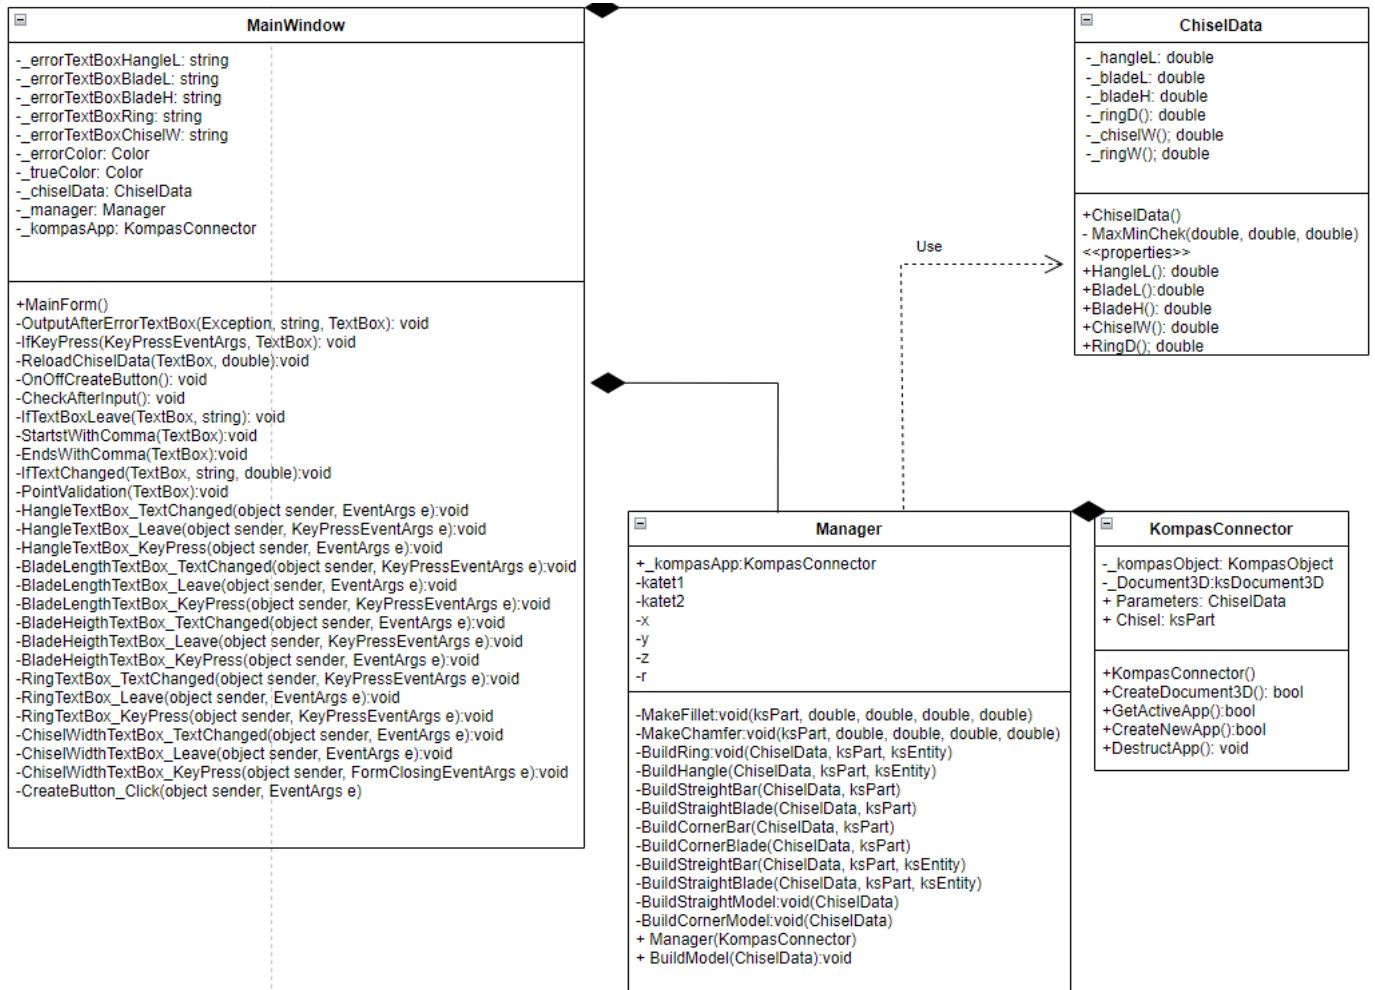 MainWindow
-_errorTextBoxHangleL: string
-_errorTextBoxBladeL: string
-_errorTextBoxBladeH: string
-_errorTextBoxRing: string
-_errorTextBoxChiselW: string
-_errorColor: Color
-_trueColor: Color
-_chiselData: ChiselData
-_manager: Manager
-_kompasApp: KompasConnector
+MainForm()
-OutputAfterErrorTextBox(Exception, string, TextBox): void
-IfKeyPress(KeyPressEventArgs, TextBox): void
-ReloadChiselData(TextBox, double):void
-OnOffCreateButton(): void
-CheckAfterInput(): void
-IfTextBoxLeave(TextBox, string): void
-StartstWithComma(TextBox):void
-EndsWithComma(TextBox):void
-IfTextChanged(TextBox, string, double):void
-PointValidation(TextBox):void
-HangleTextBox_TextChanged(object sender, EventArgs e):void
-HangleTextBox_Leave(object sender, KeyPressEventArgs e):void
-HangleTextBox_KeyPress(object sender, EventArgs e):void
-BladeLengthTextBox_TextChanged(object sender, KeyPressEventArgs e):void
-BladeLengthTextBox_Leave(object sender, EventArgs e):void
-BladeLengthTextBox_KeyPress(object sender, KeyPressEventArgs e):void
-BladeHeigthTextBox_TextChanged(object sender, EventArgs e):void
-BladeHeigthTextBox_Leave(object sender, KeyPressEventArgs e):void
-BladeHeigthTextBox_KeyPress(object sender, EventArgs e):void
-RingTextBox_TextChanged(object sender, KeyPressEventArgs e):void
-RingTextBox_Leave(object sender, EventArgs e):void
-RingTextBox_KeyPress(object sender, KeyPressEventArgs e):void
-ChiselWidthTextBox_TextChanged(object sender, EventArgs e):void
-ChiselWidthTextBox_Leave(object sender, EventArgs e):void
-ChiselWidthTextBox_KeyPress(object sender, FormClosingEventArgs e):void
-CreateButton_Click(object sender, EventArgs e)
ChiselData
-_hangleL: double
-_bladeL: double
-_bladeH: double
-_ringD(): double
-_chiselW(); double
-_ringW(); double
+ChiselData()
- MaxMinChek(double, double, double)
<<properties>>
+HangleL(): double
+BladeL():double
+BladeH(): double
+ChiselW(): double
+RingD(); double
Use
Manager
+_kompasApp:KompasConnector
-katet1
-katet2
-x
-y
-z
-r
-MakeFillet:void(ksPart, double, double, double, double)
-MakeChamfer:void(ksPart, double, double, double, double)
-BuildRing:void(ChiselData, ksPart, ksEntity)
-BuildHangle(ChiselData, ksPart, ksEntity)
-BuildStreightBar(ChiselData, ksPart)
-BuildStraightBlade(ChiselData, ksPart)
-BuildCornerBar(ChiselData, ksPart)
-BuildCornerBlade(ChiselData, ksPart)
-BuildStreightBar(ChiselData, ksPart, ksEntity)
-BuildStraightBlade(ChiselData, ksPart, ksEntity)
-BuildStraightModel:void(ChiselData)
-BuildCornerModel:void(ChiselData)
+ Manager(KompasConnector)
+ BuildModel(ChiselData):void
KompasConnector
-_kompasObject: KompasObject
-_Document3D:ksDocument3D
+ Parameters: ChiselData
+ Chisel: ksPart
+KompasConnector()
+CreateDocument3D(): bool
+GetActiveApp():bool
+CreateNewApp():bool
+DestructApp(): void